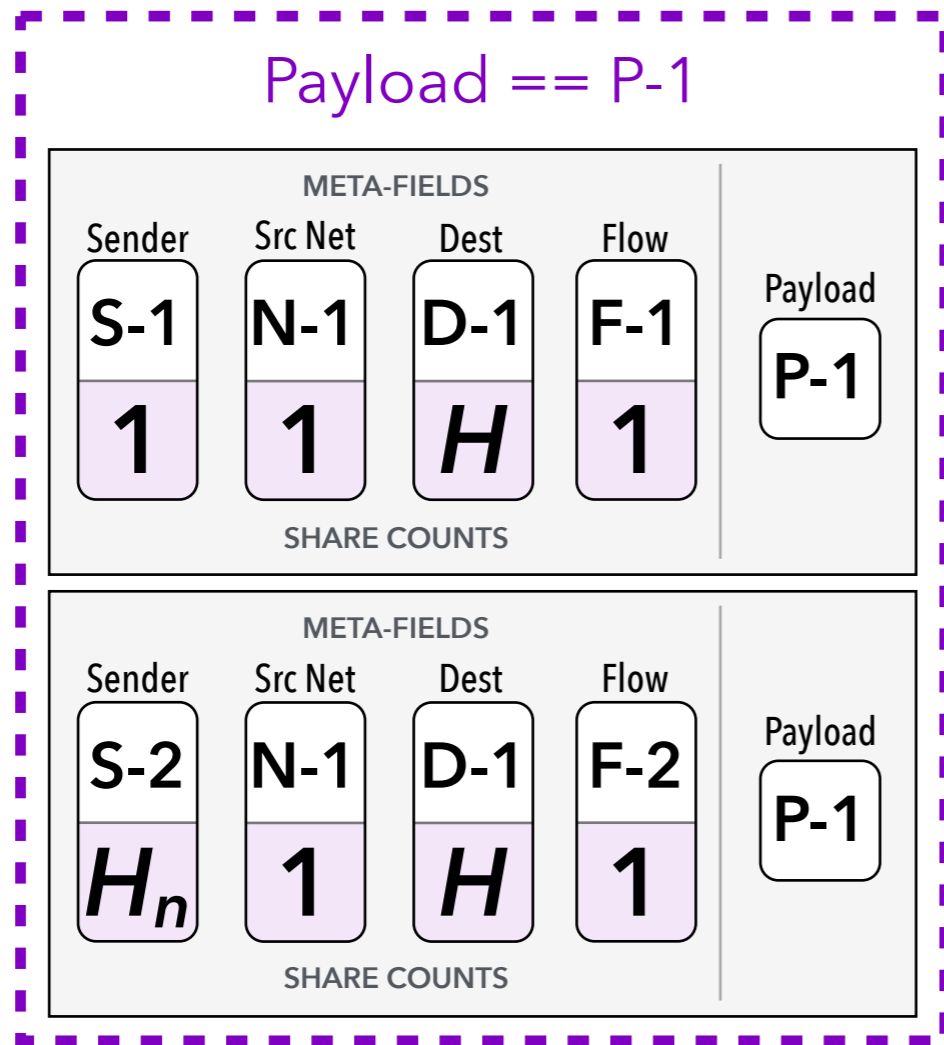 Payload == P-1
META-FIELDS
Sender Src Net Dest Flow
Payload
S-1 N-1 D-1 F-1
P-1
1 1 H 1
SHARE COUNTS
META-FIELDS
Sender Src Net Dest Flow
Payload
S-2 N-1 D-1 F-2
P-1
Hn 1 H 1
SHARE COUNTS